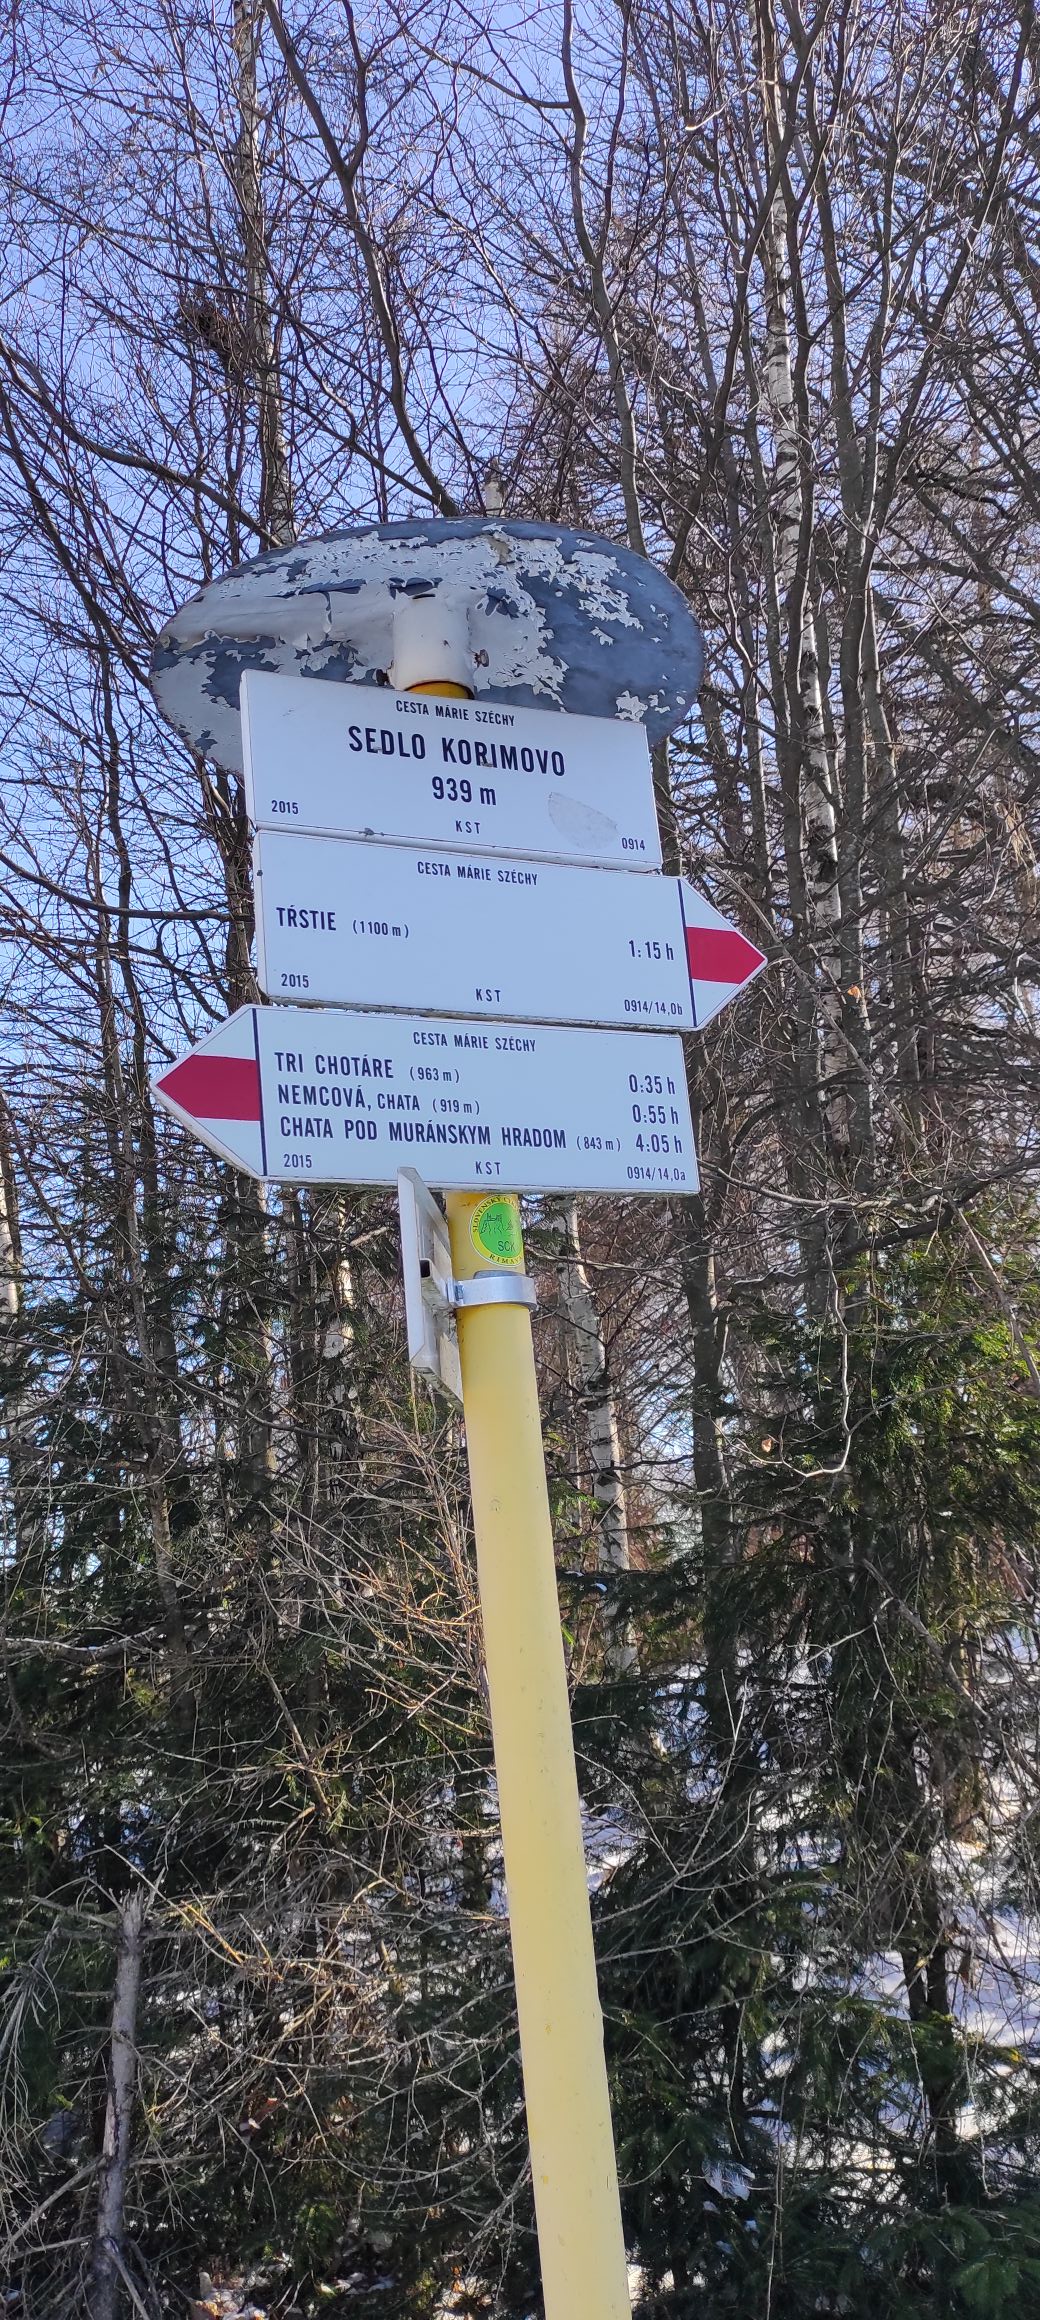 CESTA MÁRIE SZÉCHY
SEDLO KORIMOVO
939 m
2015 KST 0914
CESTA MÁRIE SZÉCHY
TŔSTIE (1100 m) 1:15 h
2015 KST 0914/14,0b
CESTA MÁRIE SZÉCHY
TRI CHOTÁRE (963 m) 0:35 h
NEMCOVÁ, CHATA (919 m) 0:55 h
CHATA POD MURÁNSKYM HRADOM (843 m) 4:05 h
2015 KST 0914/14,0a
SLOVENSKÝ
SCK